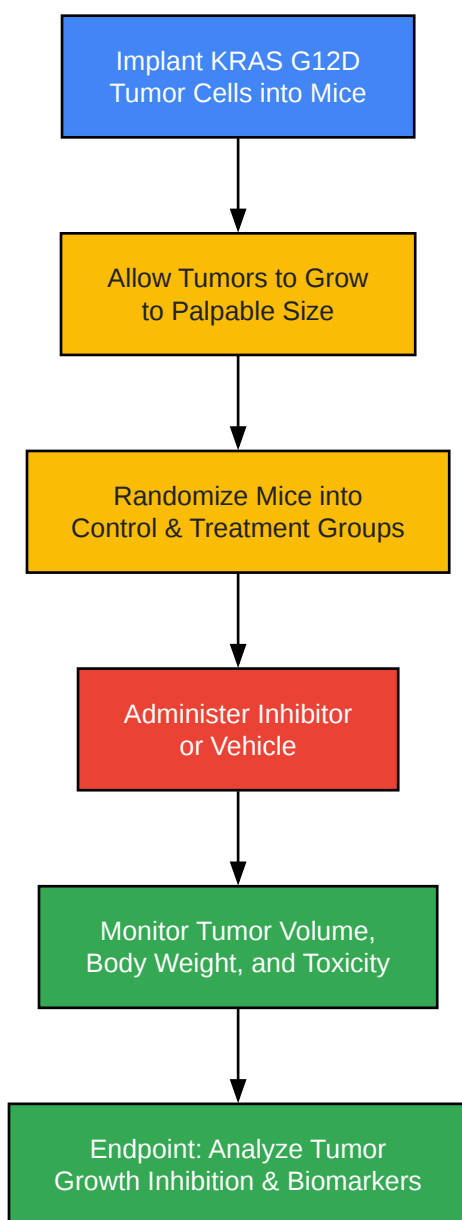 Implant KRAS G12D
Tumor Cells into Mice
Allow Tumors to Grow
to Palpable Size
Randomize Mice into
Control & Treatment Groups
Administer Inhibitor
or Vehicle
Monitor Tumor Volume,
Body Weight, and Toxicity
Endpoint: Analyze Tumor
Growth Inhibition & Biomarkers